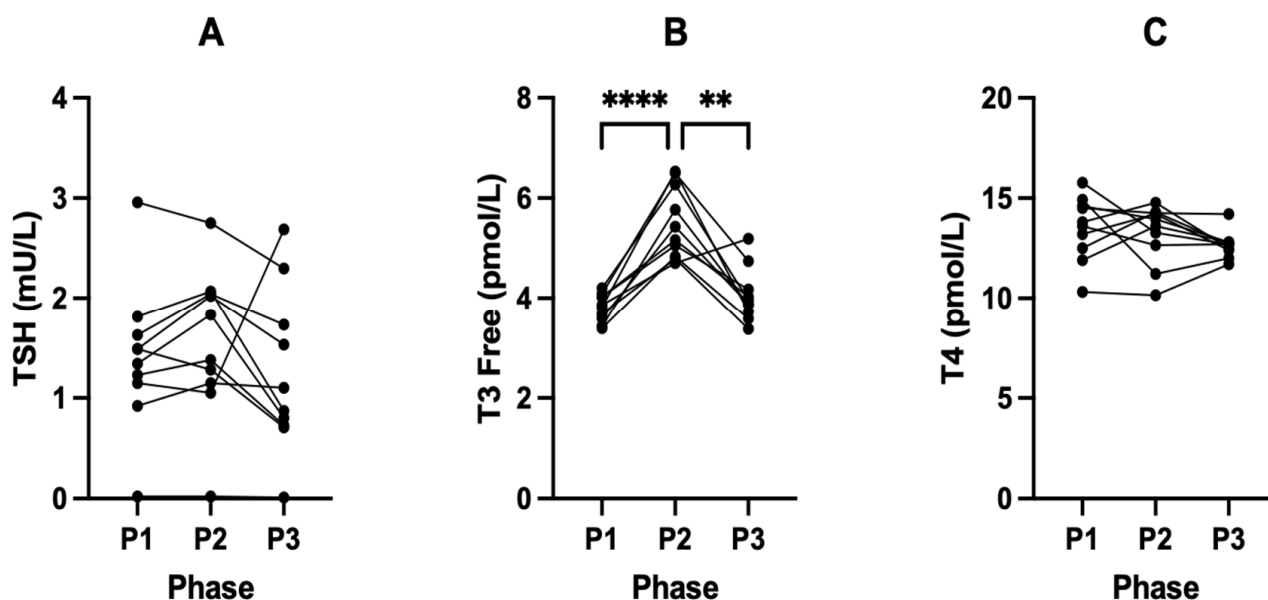 A
TSH (mU/L)
4
3
2
1
0
P1 P2 P3
Phase
B
T3 Free (pmol/L)
**** **
8
6
4
2
0
P1 P2 P3
Phase
C
T4 (pmol/L)
20
15
10
5
0
P1 P2 P3
Phase